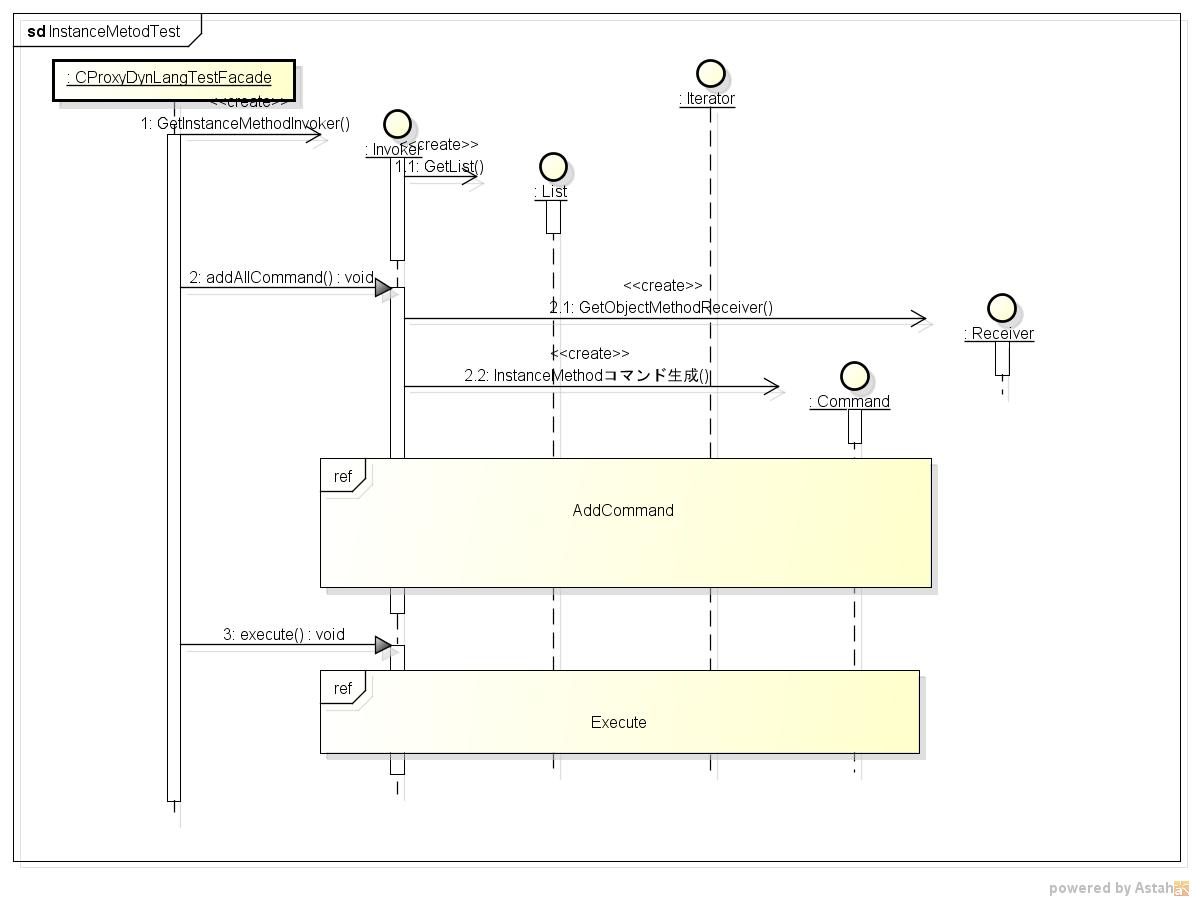 sd InstanceMetodTest
: CProxyDynLangTestFacade
: Iterator
<<create>>
1: GetInstanceMethodInvoker()
: Invoker
<<create>>
1.1: GetList()
: List
2: addAllCommand() : void
<<create>>
2.1: GetObjectMethodReceiver()
: Receiver
<<create>>
2.2: InstanceMethodコマンド生成()
: Command
ref
AddCommand
3: execute() : void
ref
Execute
powered by Astah